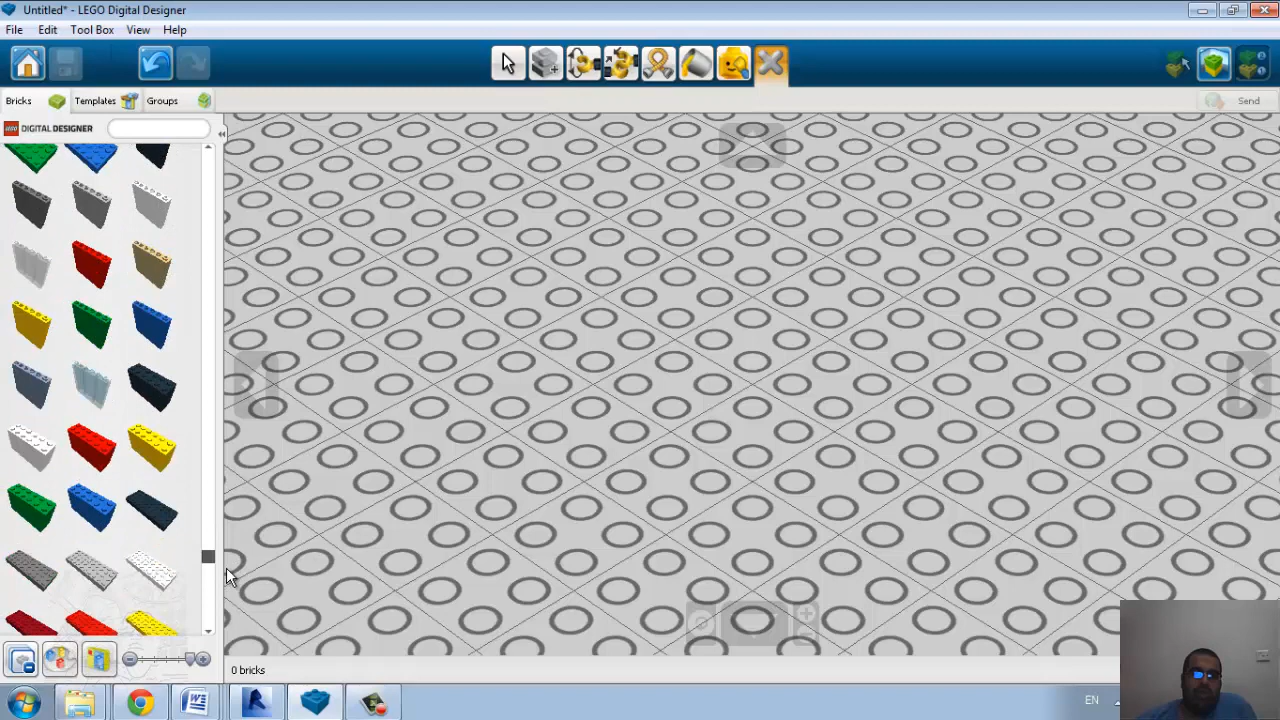 Untitled* - LEGO Digital Designer
File Edit Tool Box View Help
Bricks Templates Groups Send
LEGO DIGITAL DESIGNER
0 bricks
EN